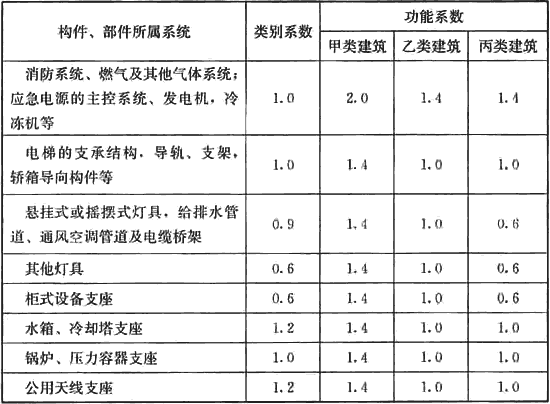 构件、部件所属系统 类别系数 功能系数
甲类建筑 乙类建筑 丙类建筑
消防系统、燃气及其他气体系统；
应急电源的主控系统、发电机，冷
冻机等
1.0 2.0 1.4 1.4
电梯的支承结构，导轨、支架，
轿箱导向构件等
1.0 1.4 1.0 1.0
悬挂式或摇摆式灯具，给排水管
道、通风空调管道及电缆桥架
0.9 1.4 1.0 0.6
其他灯具 0.6 1.4 1.0 0.6
柜式设备支座 0.6 1.4 1.0 0.6
水箱、冷却塔支座 1.2 1.4 1.0 1.0
锅炉、压力容器支座 1.0 1.4 1.0 1.0
公用天线支座 1.2 1.4 1.0 1.0